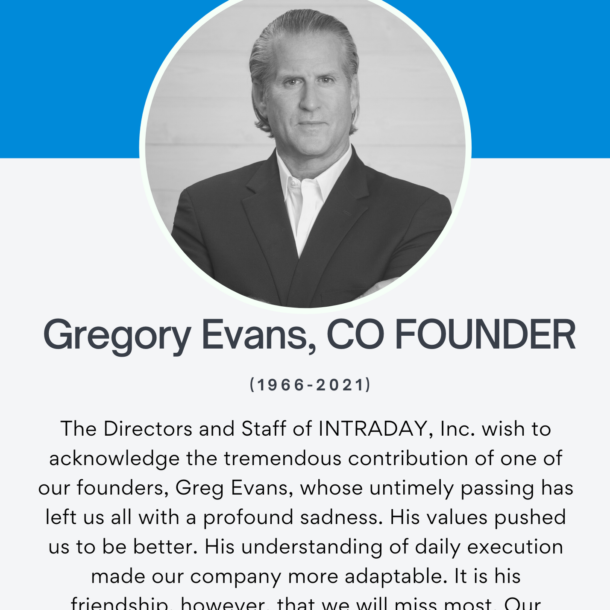 Gregory Evans, CO FOUNDER
(1966-2021)
The Directors and Staff of INTRADAY, Inc. wish to
acknowledge the tremendous contribution of one of
our founders, Greg Evans, whose untimely passing has
left us all with a profound sadness. His values pushed
us to be better. His understanding of daily execution
made our company more adaptable. It is his
friendship, however, that we will miss most. Our